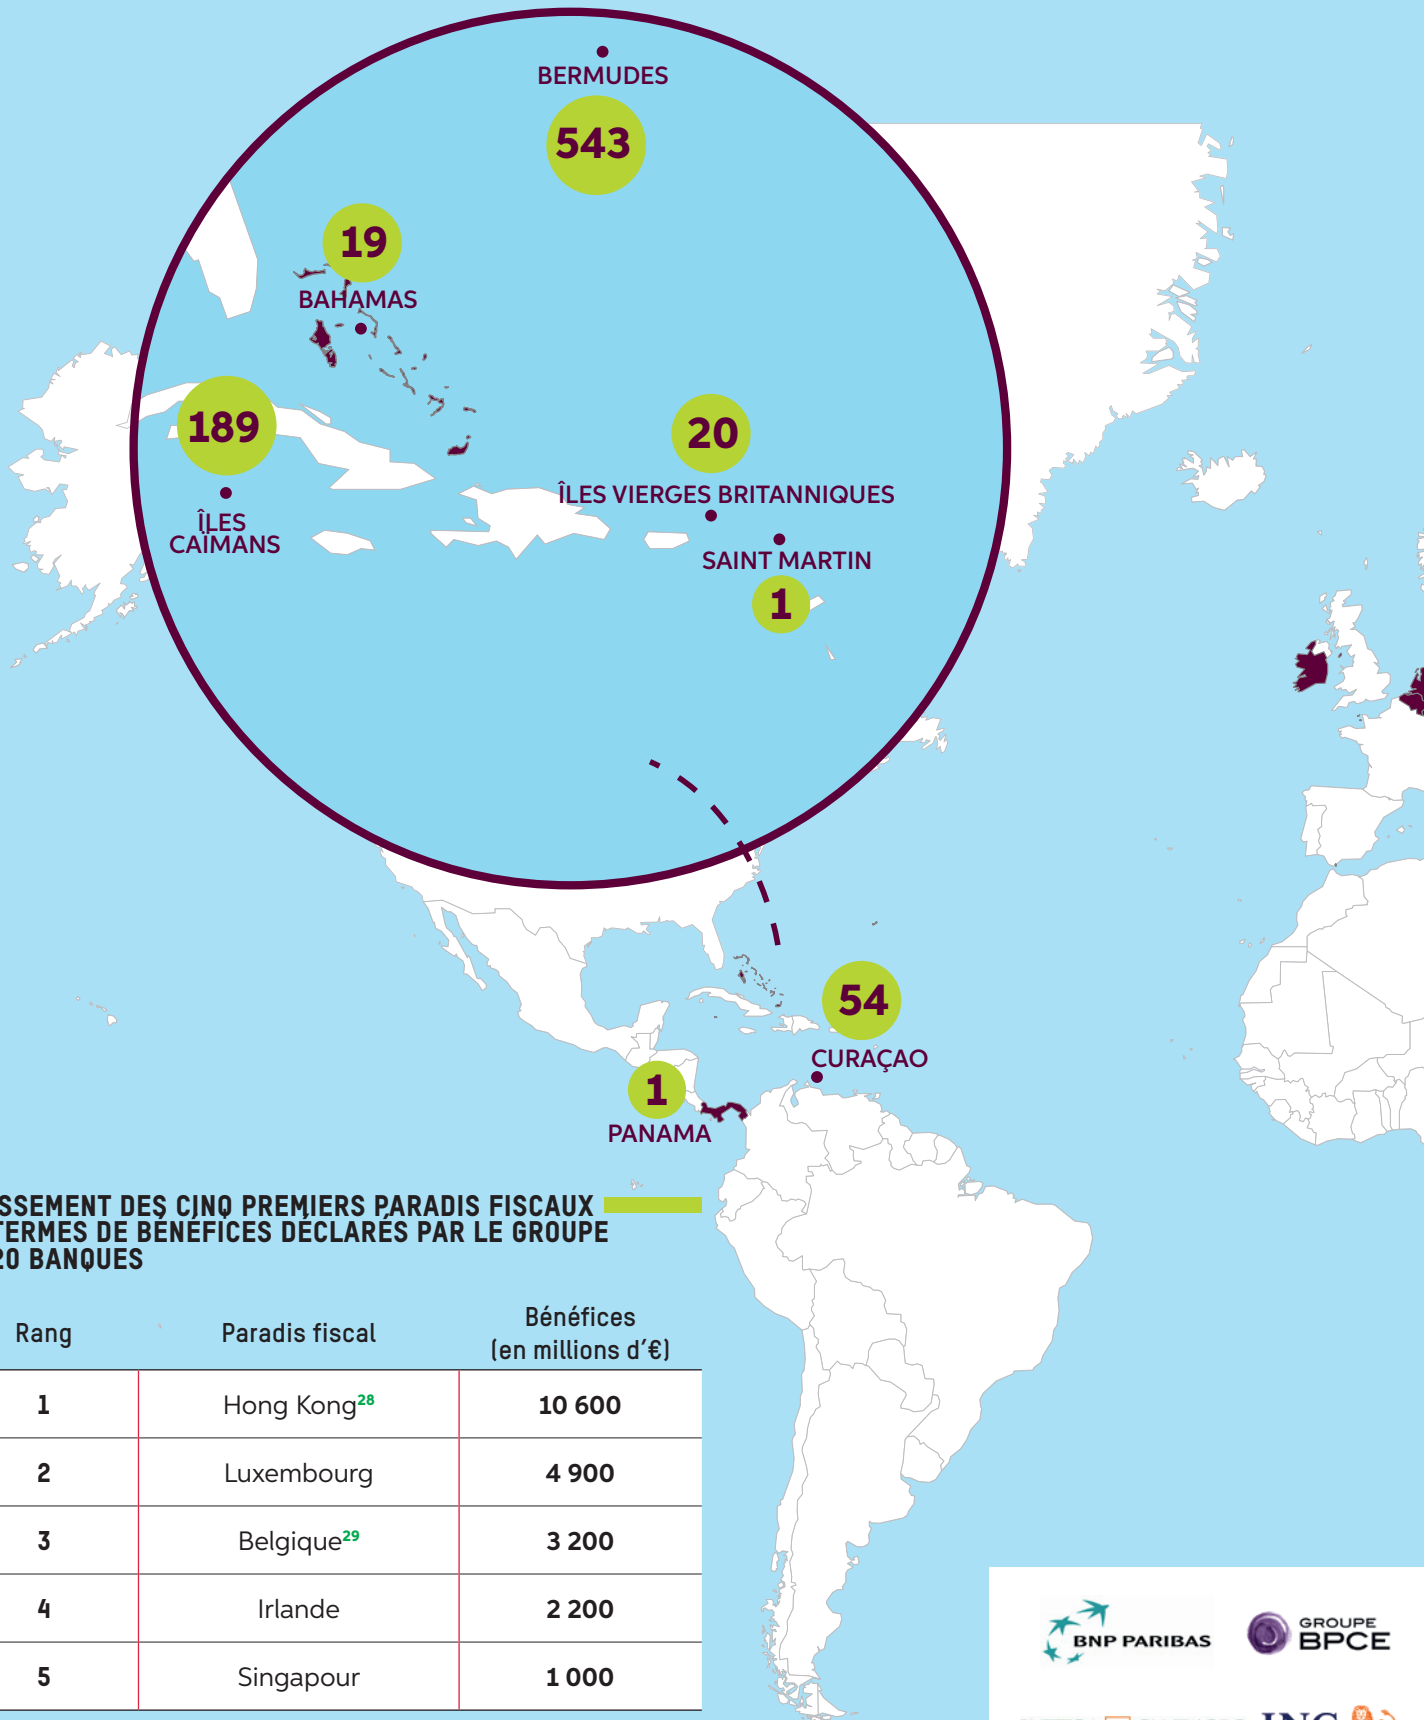 BERMUDES
543
19
BAHAMAS
189
ÎLES
CAÏMANS
20
ÎLES VIERGES BRITANNIQUES
SAINT MARTIN
1
54
CURAÇAO
1
PANAMA
SSEMENT DES CINQ PREMIERS PARADIS FISCAUX
TERMES DE BÉNÉFICES DÉCLARÉS PAR LE GROUPE
20 BANQUES
Rang Paradis fiscal Bénéfices
(en millions d'€)
1 Hong Kong28 10 600
2 Luxembourg 4 900
3 Belgique29 3 200
4 Irlande 2 200
5 Singapour 1 000
BNP PARIBAS
GROUPE
BPCE
ING